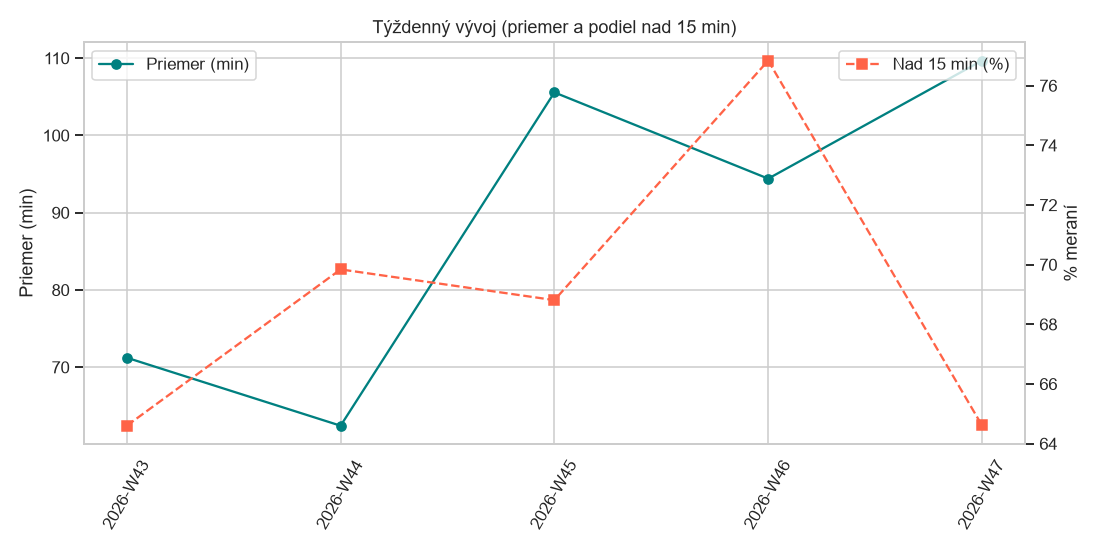 Týždenný vývoj (priemer a podiel nad 15 min)
Priemer (min)
Nad 15 min (%)
Priemer (min)
110
100
90
80
70
% meraní
76
74
72
70
68
66
64
2026-W43
2026-W44
2026-W45
2026-W46
2026-W47